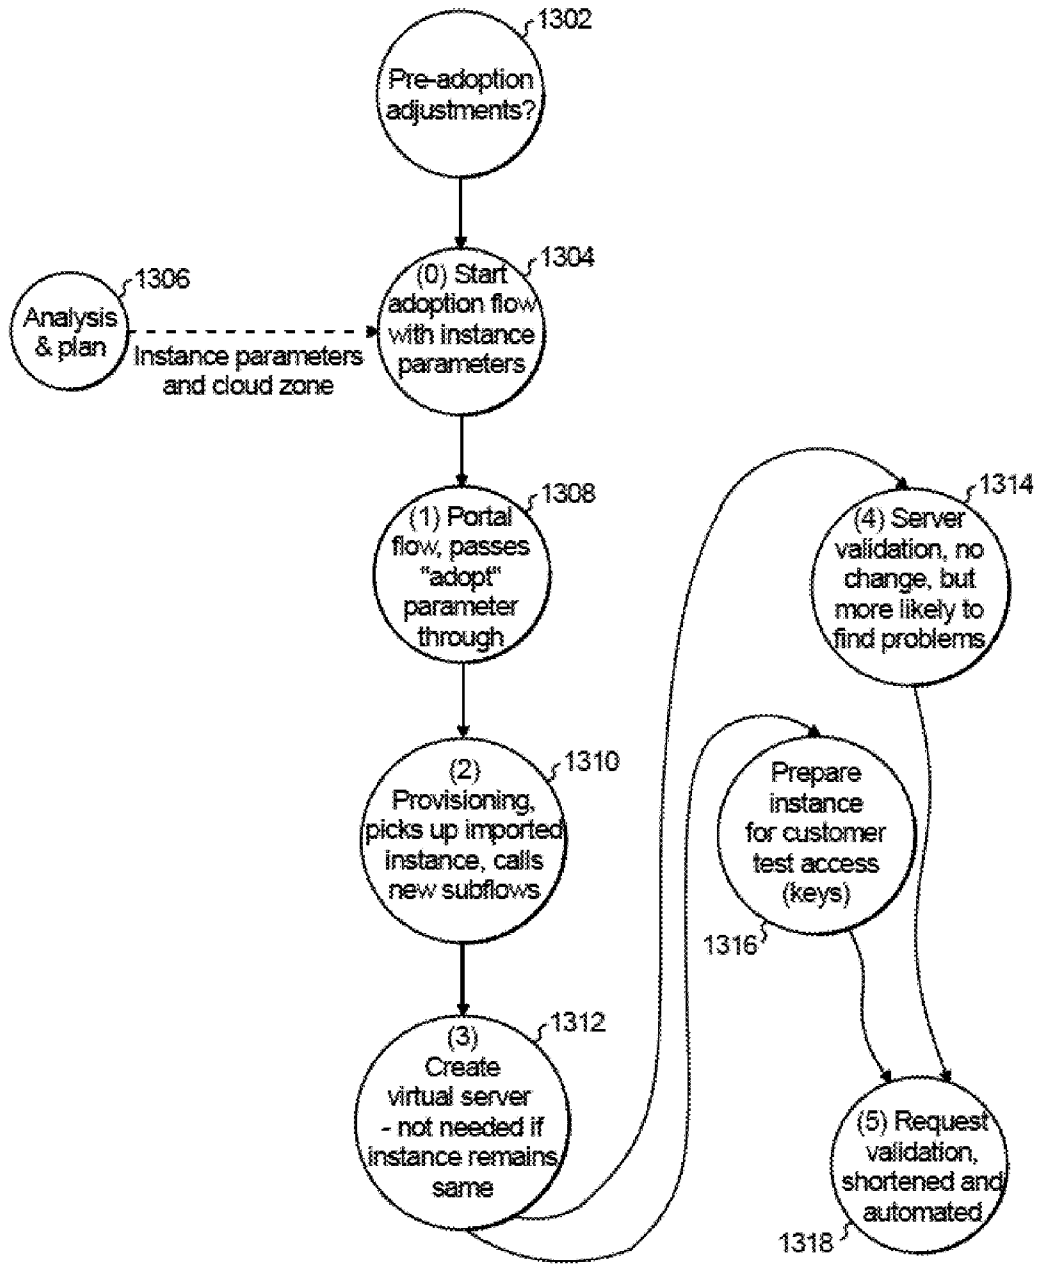 1302
Pre-adoption
adjustments?
1304
(0) Start
adoption flow
with instance
parameters
1306
Analysis
& plan
Instance parameters
and cloud zone
1308
(1) Portal
flow, passes
"adopt"
parameter
through
1310
(2)
Provisioning,
picks up imported
instance, calls
new subflows
1312
(3)
Create
virtual server
- not needed if
instance remains
same
1314
(4) Server
validation, no
change, but
more likely to
find problems
Prepare
instance
for customer
test access
(keys)
1316
(5) Request
validation,
shortened and
automated
1318